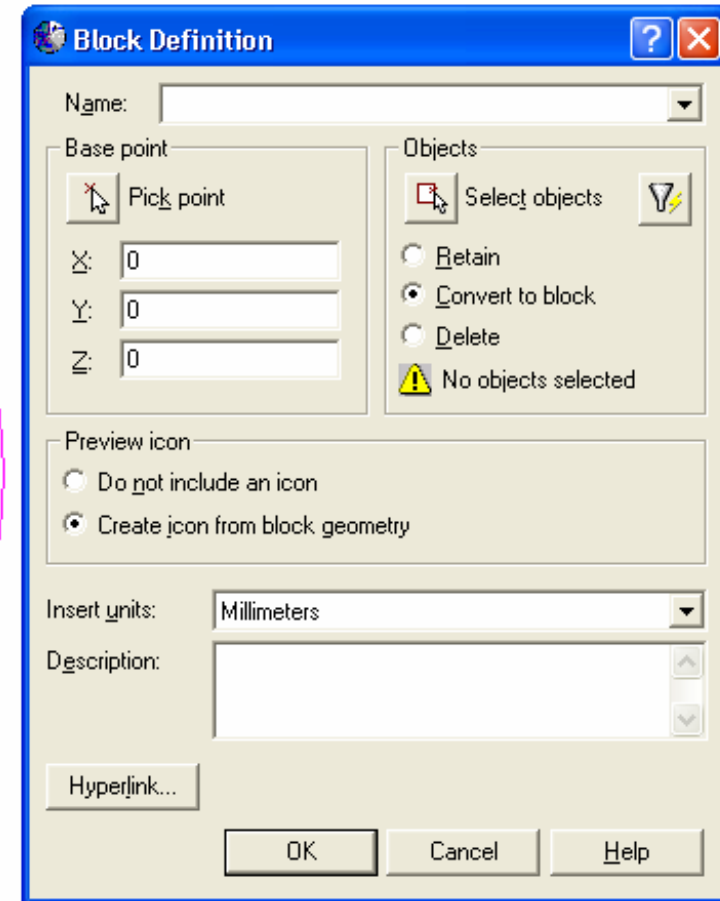 Block Definition
Name:
Base point
Pick point
X: 0
Y: 0
Z: 0
Objects
Select objects
Retain
Convert to block
Delete
No objects selected
Preview icon
Do not include an icon
Create icon from block geometry
Insert units: Millimeters
Description:
Hyperlink...
OK Cancel Help